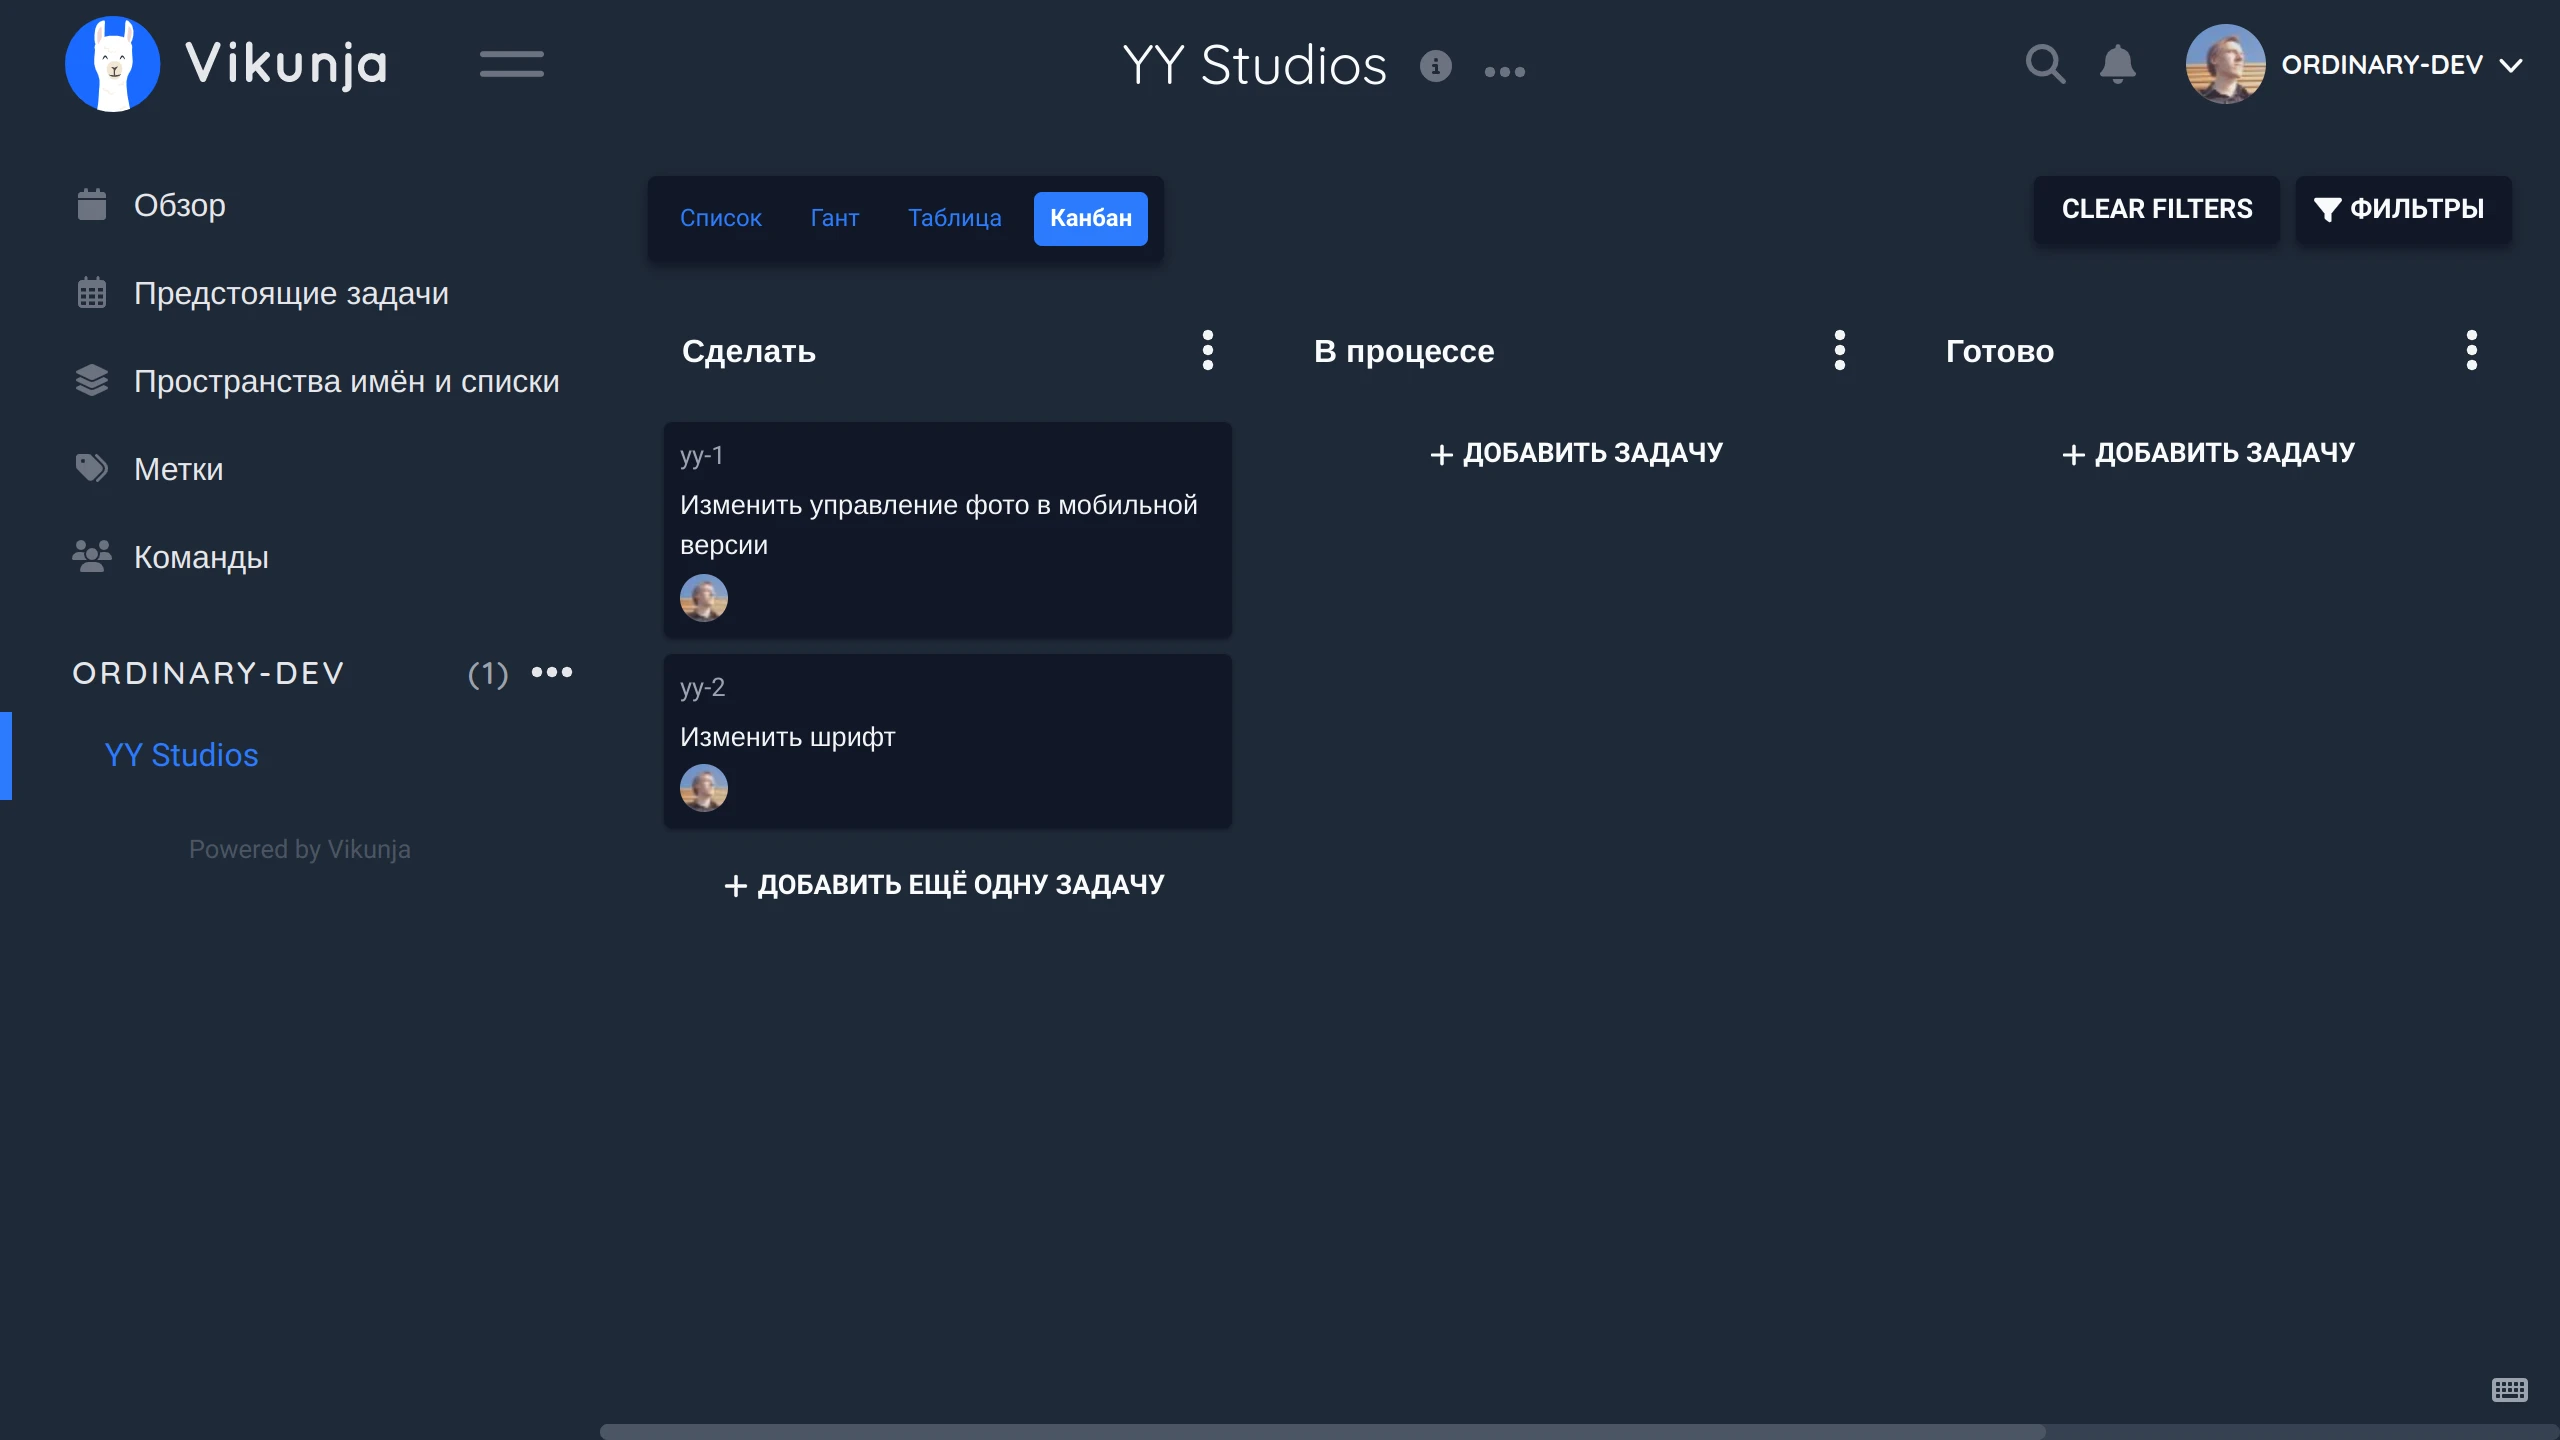 Vikunja
YY Studios
ORDINARY-DEV
Обзор
Предстоящие задачи
Пространства имён и списки
Метки
Команды
ORDINARY-DEV (1)
YY Studios
Powered by Vikunja
Список Гант Таблица Канбан
CLEAR FILTERS
ФИЛЬТРЫ
Сделать
yy-1
Изменить управление фото в мобильной
версии
yy-2
Изменить шрифт
ДОБАВИТЬ ЕЩЁ ОДНУ ЗАДАЧУ
В процессе
ДОБАВИТЬ ЗАДАЧУ
Готово
ДОБАВИТЬ ЗАДАЧУ